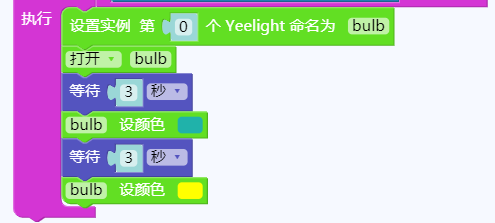 执行
设置实例 第 0 个 Yeelight 命名为 bulb
打开 bulb
等待 3 秒
bulb 设颜色
等待 3 秒
bulb 设颜色